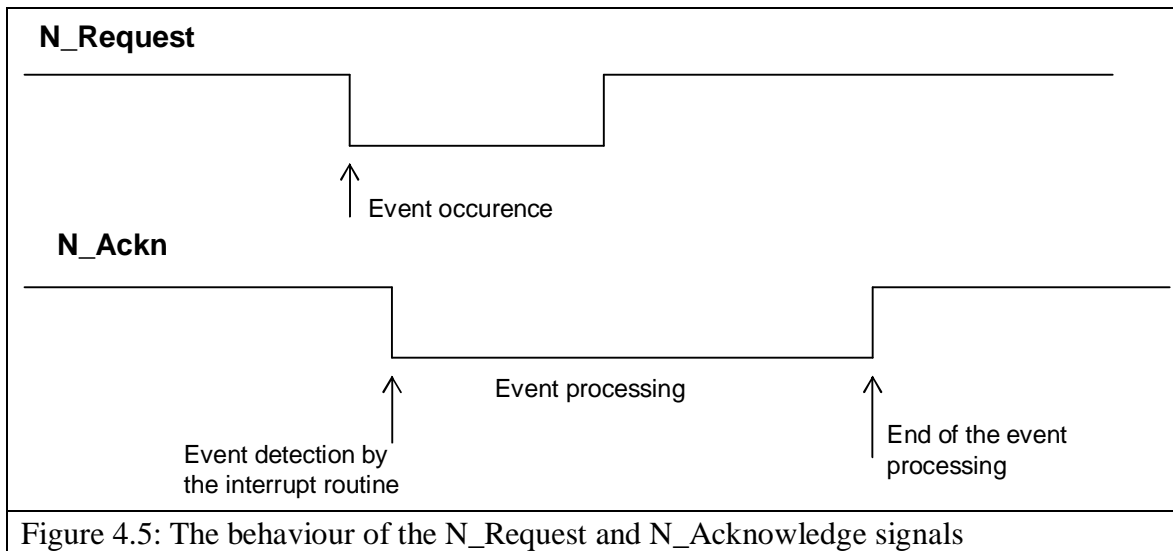 N_Request
Event occurence
N_Ackn
Event processing
Event detection by
the interrupt routine
End of the event
processing
Figure 4.5: The behaviour of the N_Request and N_Acknowledge signals